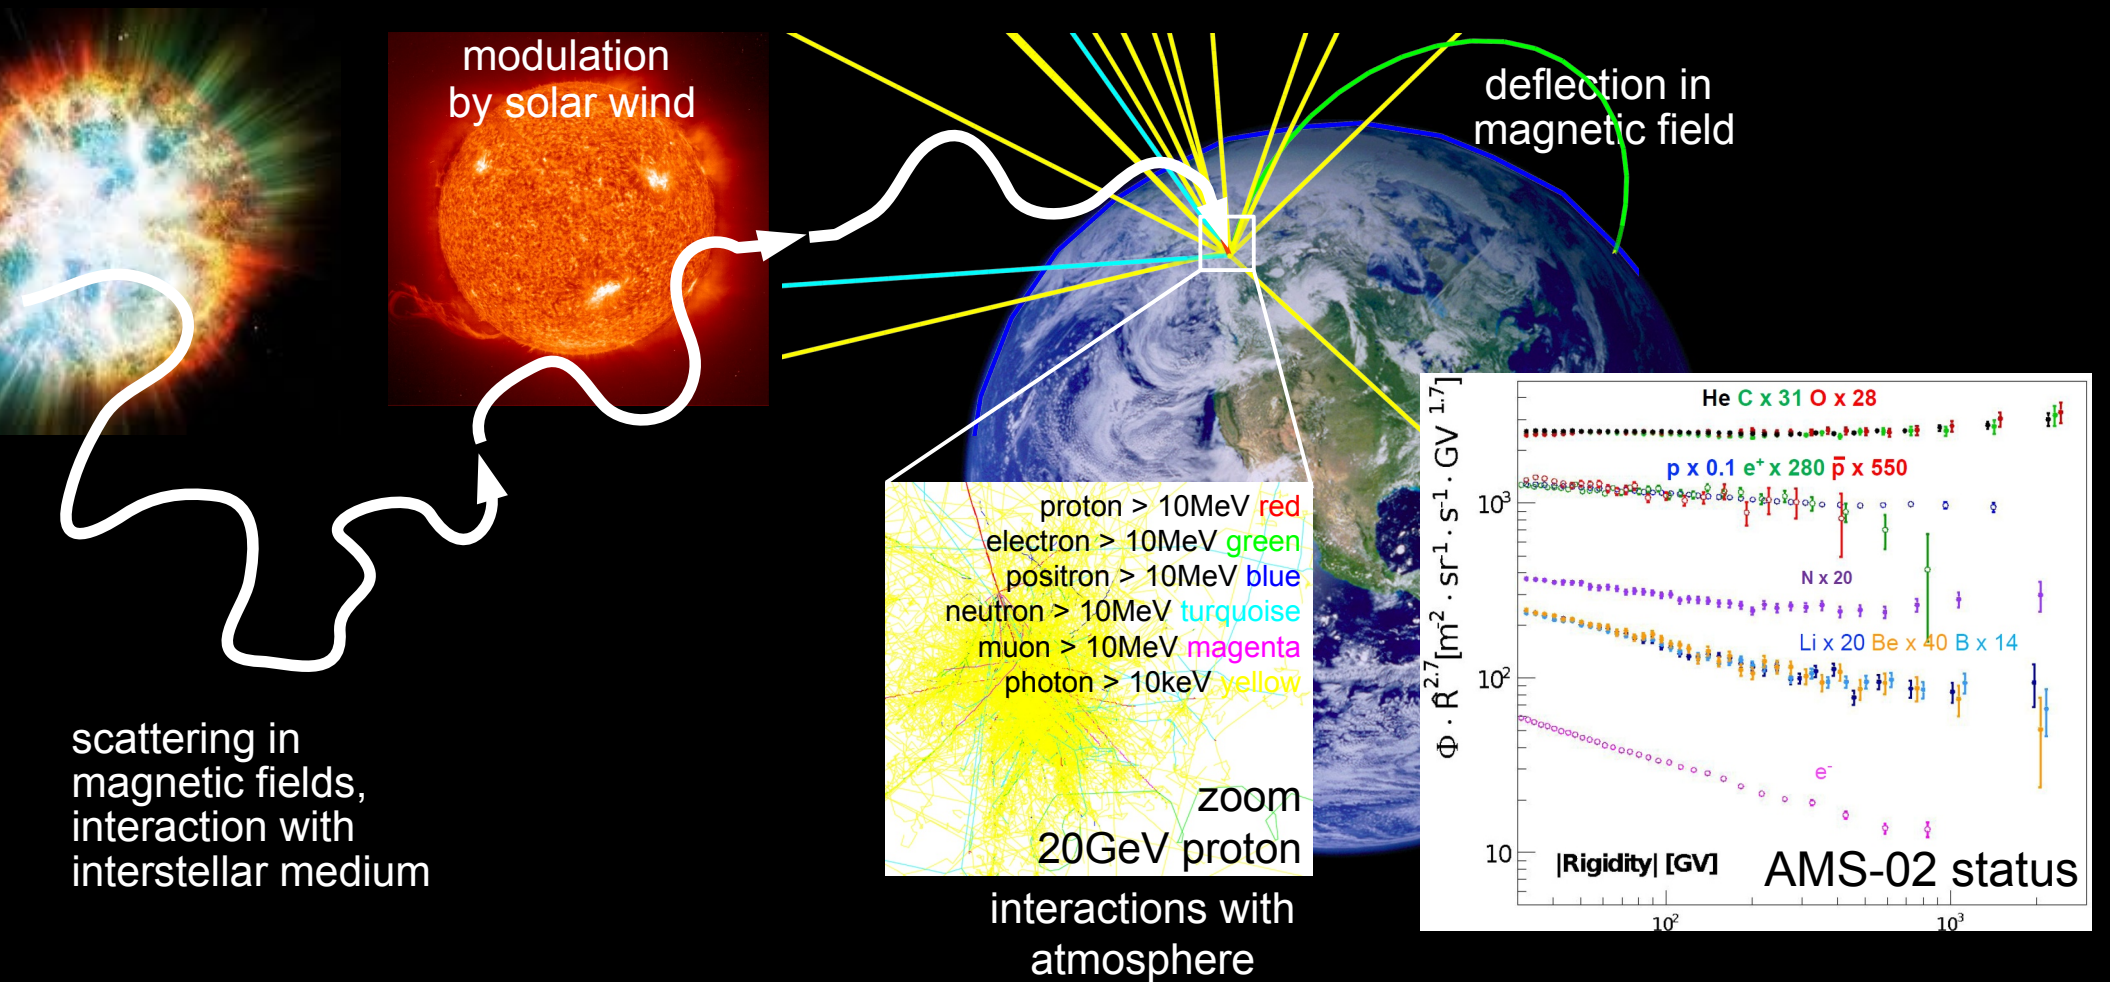 modulation
by solar wind
deflection in
magnetic field
scattering in
magnetic fields,
interaction with
interstellar medium
proton > 10MeV red
electron > 10MeV green
positron > 10MeV blue
neutron > 10MeV turquoise
muon > 10MeV magenta
photon > 10keV yellow
zoom
20GeV proton
interactions with
atmosphere
Φ · R̂^2.7 [m^-2 · sr^-1 · s^-1 · GV^1.7]
He C x 31 O x 28
p x 0.1 e⁺ x 280 p̄ x 550
10³
N x 20
Li x 20 Be x 40 B x 14
10²
e⁻
10
|Rigidity| [GV] AMS-02 status
10² 10³